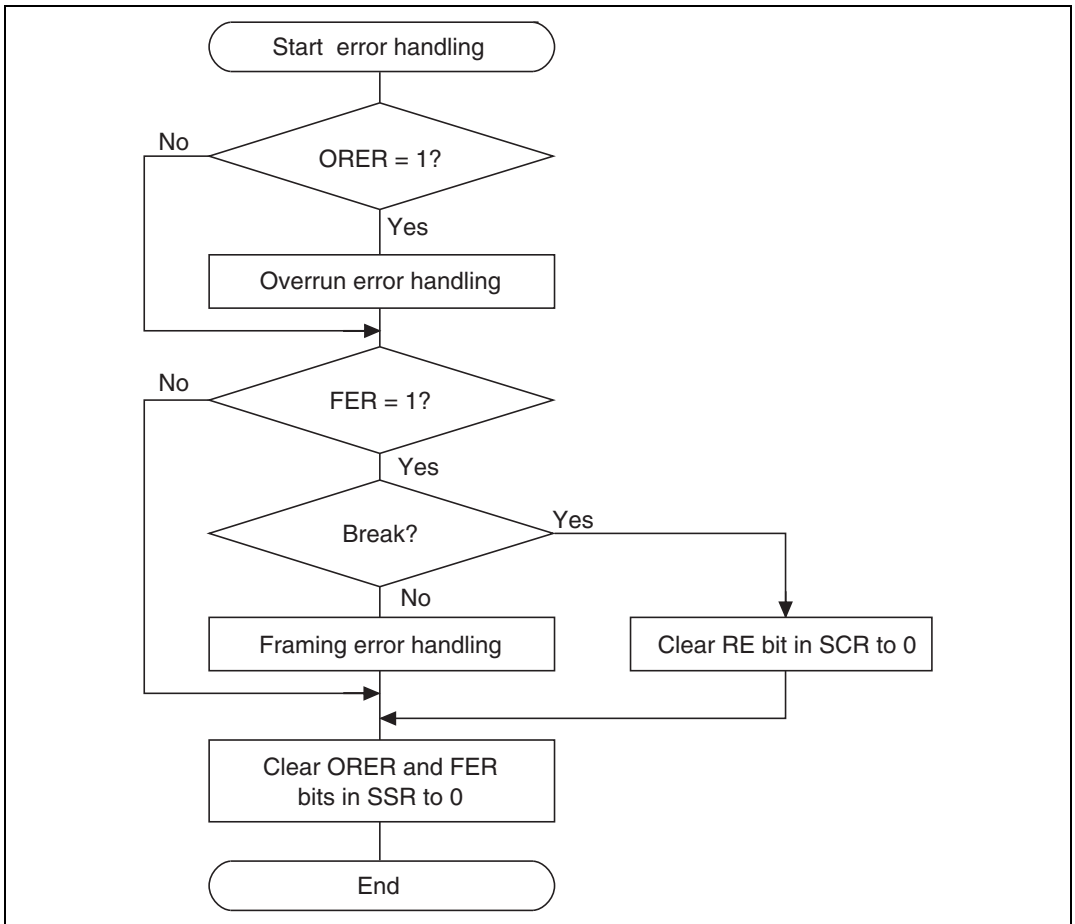 Start error handling
No
ORER = 1?
Yes
Overrun error handling
No
FER = 1?
Yes
Break?
Yes
No
Framing error handling
Clear RE bit in SCR to 0
Clear ORER and FER
bits in SSR to 0
End